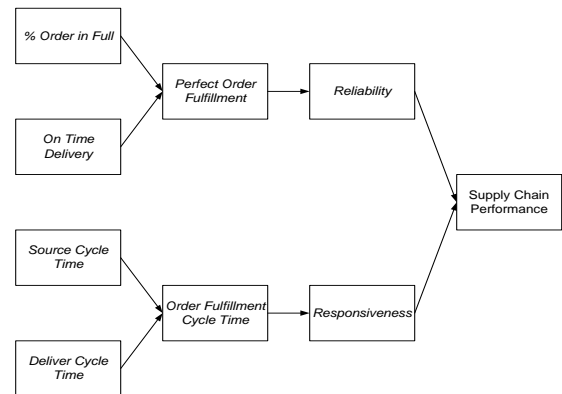 % Order in Full
Perfect Order
Fulfillment
Reliability
On Time
Delivery
Supply Chain
Performance
Source Cycle
Time
Order Fulfillment
Cycle Time
Responsiveness
Deliver Cycle
Time